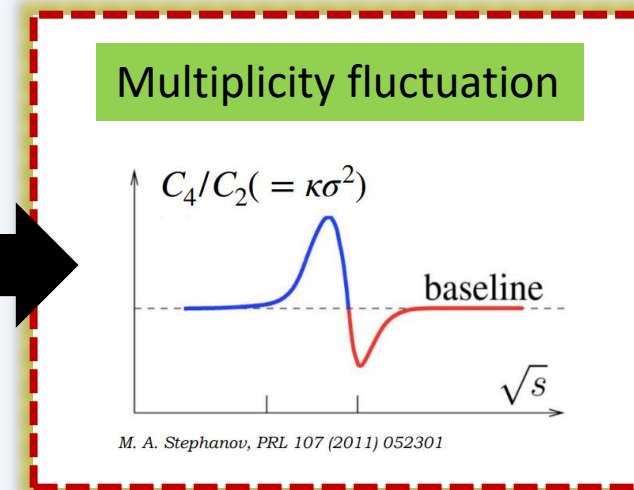 Multiplicity fluctuation
C₄/C₂( = κσ²)
baseline
√s
M. A. Stephanov, PRL 107 (2011) 052301